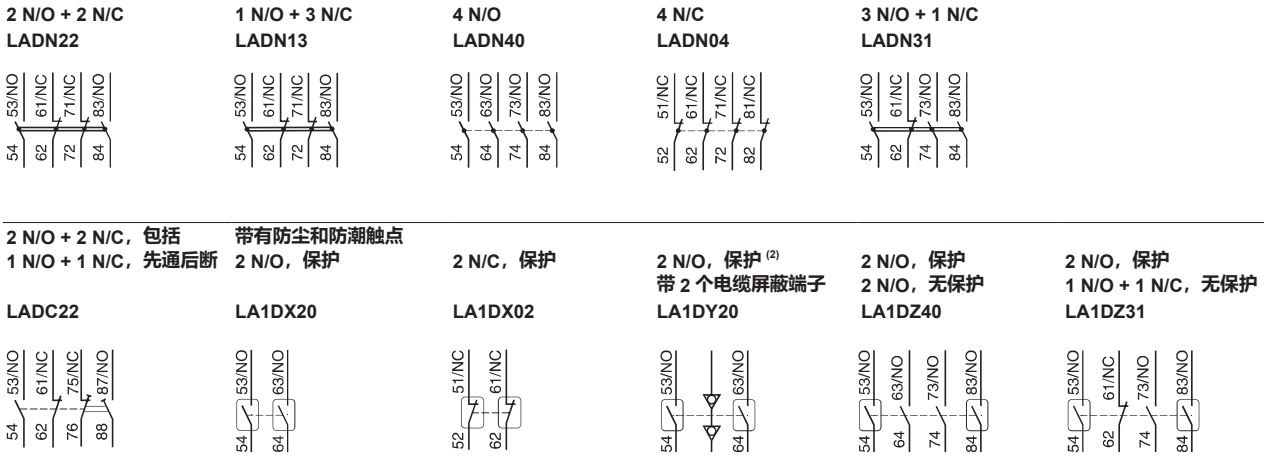 2 N/O + 2 N/C
LADN22
53/NO 61/NC 71/NC 83/NO
54 62 72 84
1 N/O + 3 N/C
LADN13
53/NO 61/NC 71/NC 83/NO
54 62 72 84
4 N/O
LADN40
53/NO 63/NO 73/NO 83/NO
54 64 74 84
4 N/C
LADN04
51/NC 61/NC 71/NC 81/NC
52 62 72 82
3 N/O + 1 N/C
LADN31
53/NO 61/NC 73/NO 83/NO
54 62 74 84
2 N/O + 2 N/C，包括
1 N/O + 1 N/C，先通后断
LADC22
53/NO 61/NC 75/NC 87/NO
54 62 76 88
带有防尘和防潮触点
2 N/O，保护
LA1DX20
53/NO 63/NO
54 64
2 N/C，保护
LA1DX02
51/NC 61/NC
52 62
2 N/O，保护 (2)
带 2 个电缆屏蔽端子
LA1DY20
53/NO 63/NO
54 64
2 N/O，保护
2 N/O，无保护
LA1DZ40
53/NO 63/NO 73/NO 83/NO
54 64 74 84
2 N/O，保护
1 N/O + 1 N/C，无保护
LA1DZ31
53/NO 61/NC 73/NO 83/NO
54 62 74 84